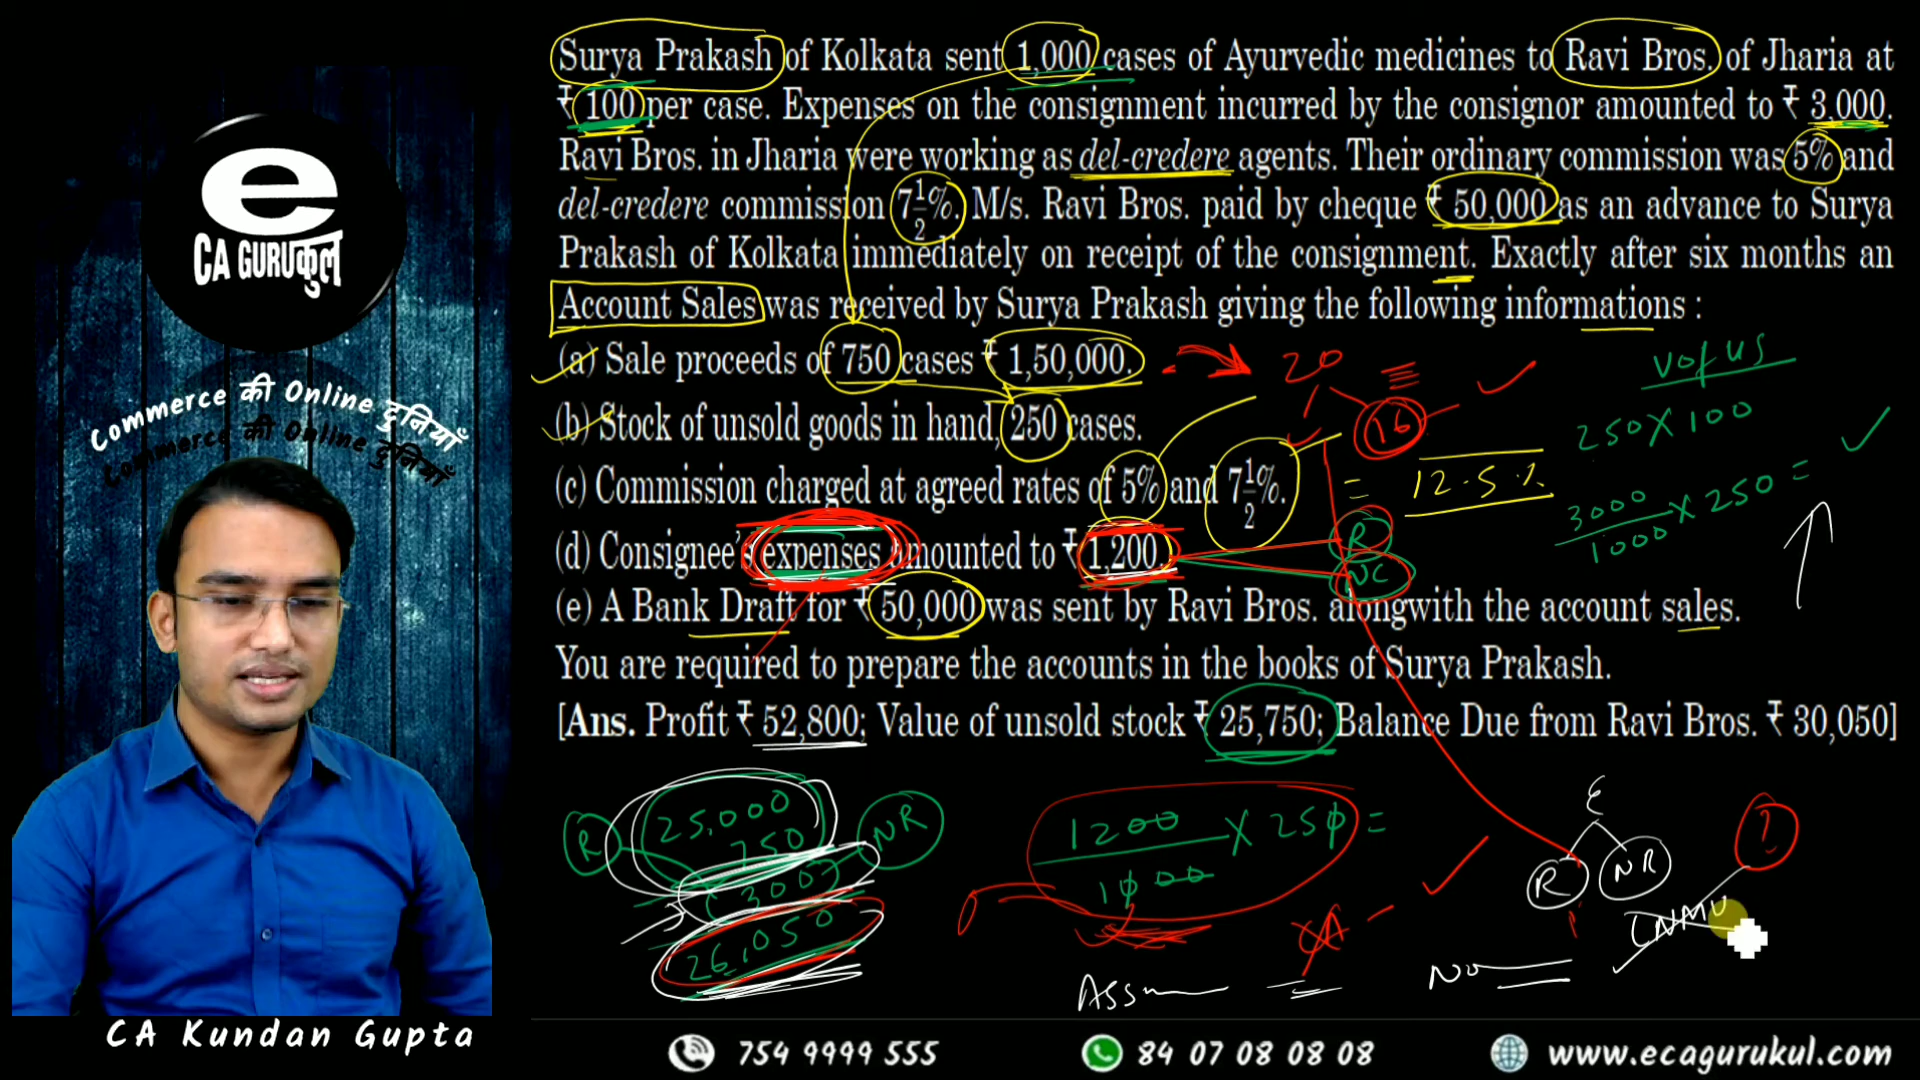 Surya Prakash of Kolkata sent 1,000 cases of Ayurvedic medicines to Ravi Bros. of Jharia at
₹ 100 per case. Expenses on the consignment incurred by the consignor amounted to ₹ 3,000.
Ravi Bros. in Jharia were working as del-credere agents. Their ordinary commission was 5% and
del-credere commission 7½%. M/s. Ravi Bros. paid by cheque ₹ 50,000 as an advance to Surya
Prakash of Kolkata immediately on receipt of the consignment. Exactly after six months an
Account Sales was received by Surya Prakash giving the following informations :
(a) Sale proceeds of 750 cases ₹ 1,50,000.
(b) Stock of unsold goods in hand, 250 cases.
(c) Commission charged at agreed rates of 5% and 7½%.
(d) Consignee's expenses amounted to ₹ 1,200.
(e) A Bank Draft for ₹ 50,000 was sent by Ravi Bros. alongwith the account sales.
You are required to prepare the accounts in the books of Surya Prakash.
[Ans. Profit ₹ 52,800; Value of unsold stock ₹ 25,750; Balance Due from Ravi Bros. ₹ 30,050]
20
16
V of US
250 X 100
= 12.5%
3000/1000 X 250 =
R
NR
25,000
750
300
26,050
R
NR
1200/1000 X 250 =
E
R
NR
?
No
e
CA GURUकुल
Commerce की Online दुनियाँ
CA Kundan Gupta
754 9999 555
84 07 08 08 08
www.ecagurukul.com